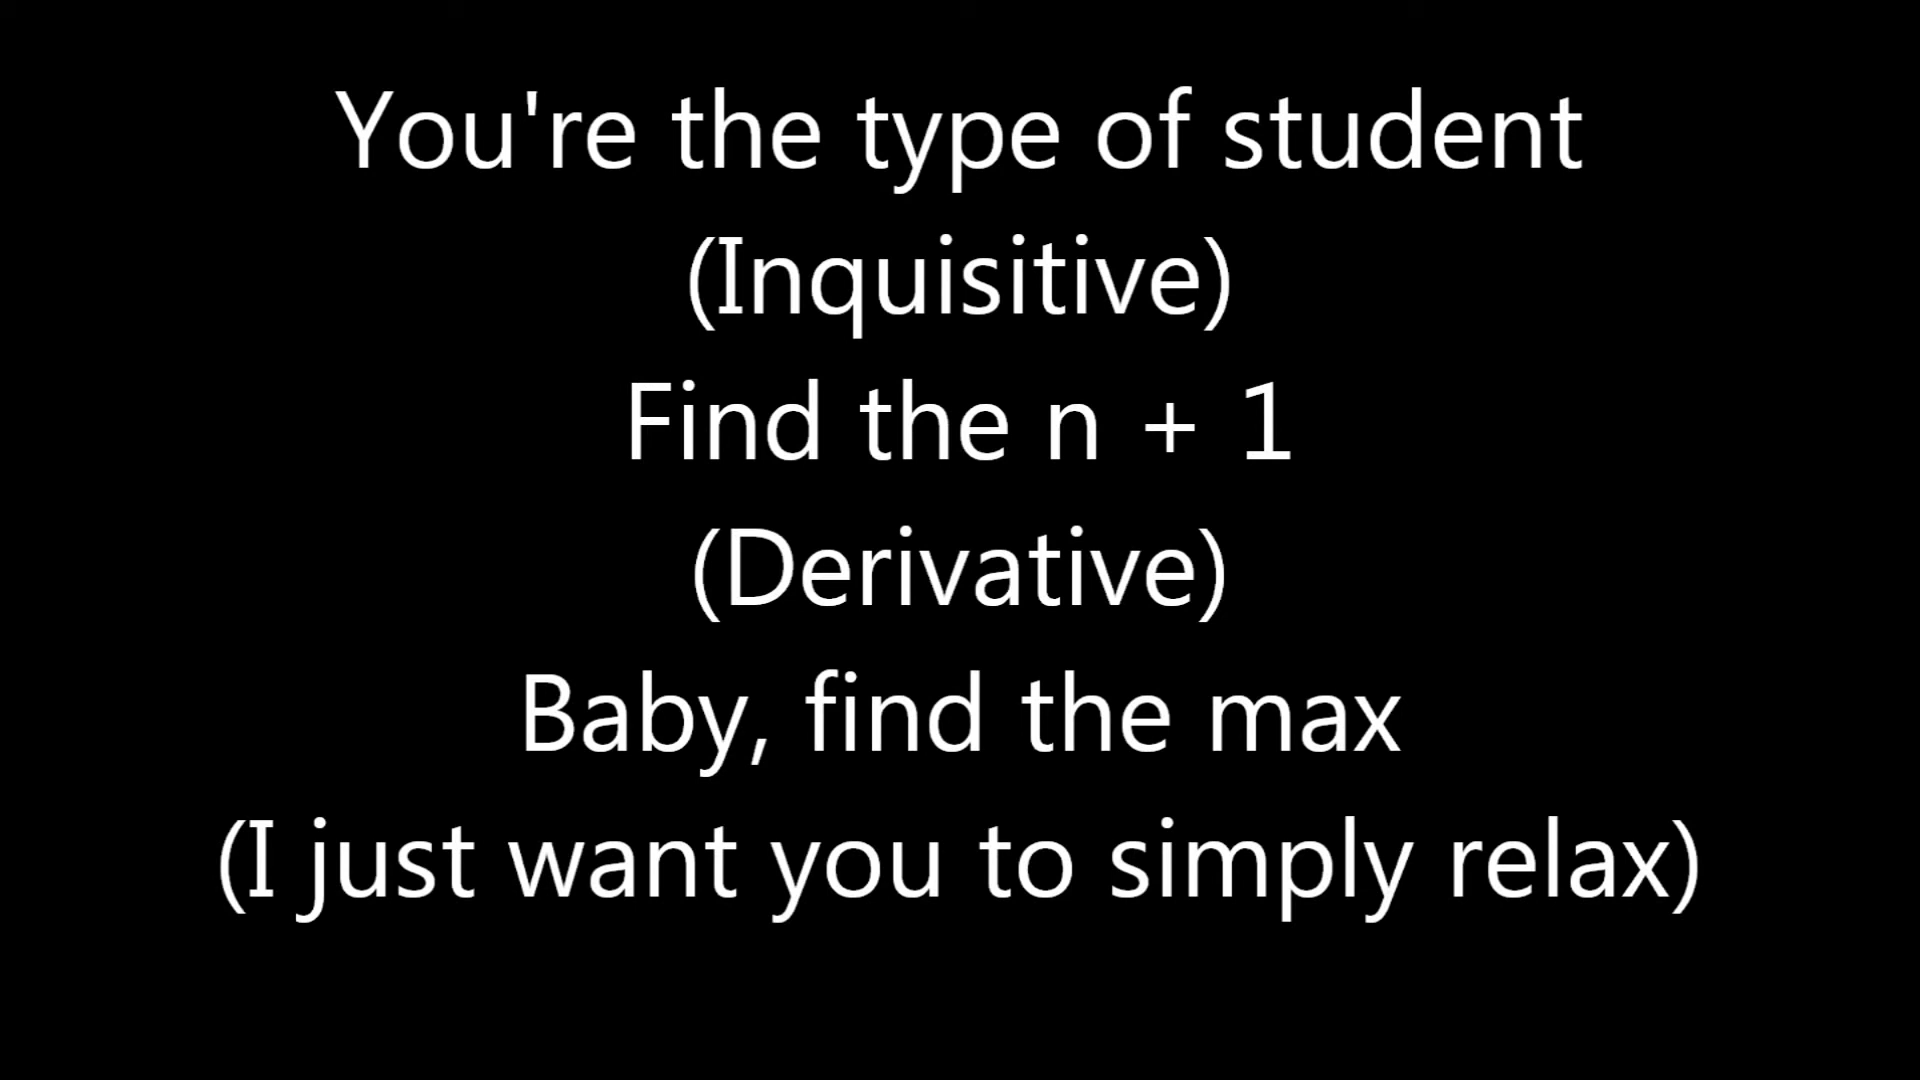 You're the type of student
(Inquisitive)
Find the n + 1
(Derivative)
Baby, find the max
(I just want you to simply relax)